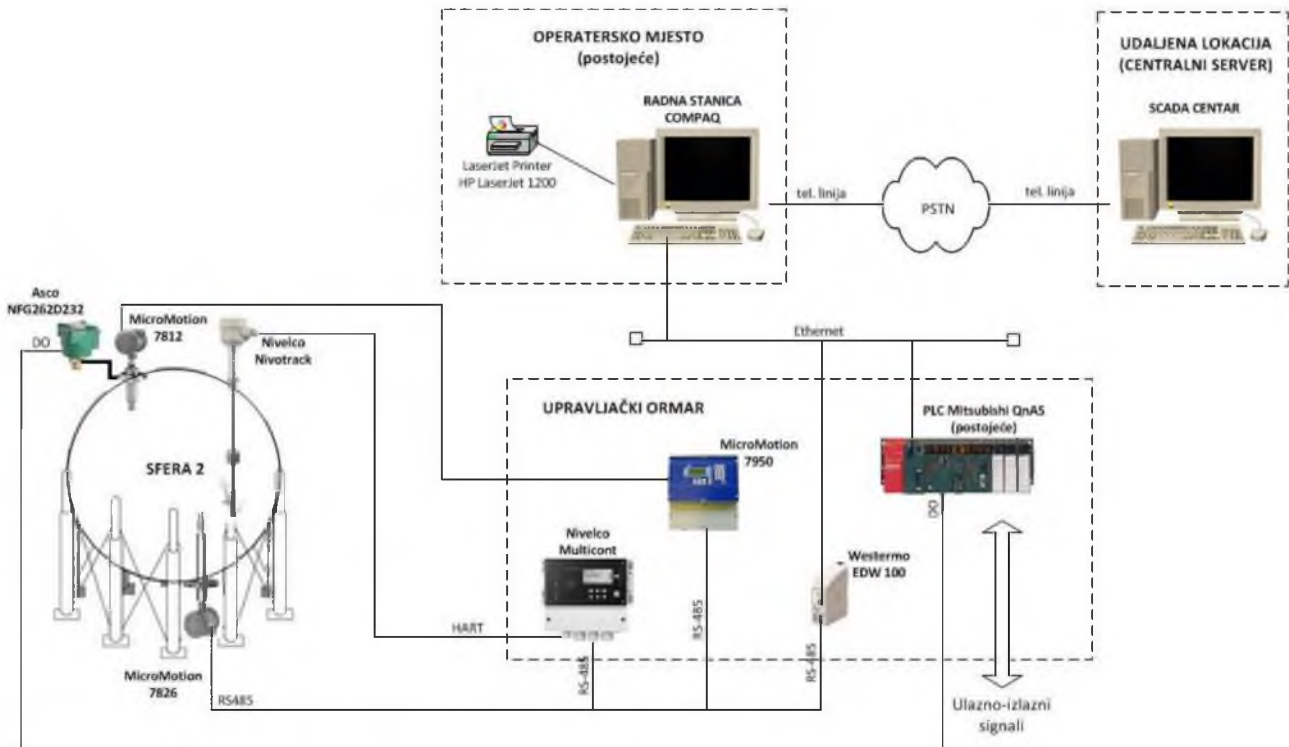 OPERATERSKO MJESTO
(postojeće)
RADNA STANICA
COMPAQ
LaserJet Printer
HP LaserJet 1200
tel. linija
PSTN
tel. linija
UDALJENA LOKACIJA
(CENTRALNI SERVER)
SCADA CENTAR
Asco
NFG262D232
DO
MicroMotion
7812
Nivelco
Nivotrack
SFERA 2
MicroMotion
7826
RS485
HART
Ethernet
UPRAVLJAČKI ORMAR
MicroMotion
7950
Nivelco
Multicont
RS-485
RS-485
Westermo
EDW 100
RS-485
PLC Mitsubishi QnAS
(postojeće)
DO
Ulazno-izlazni
signali